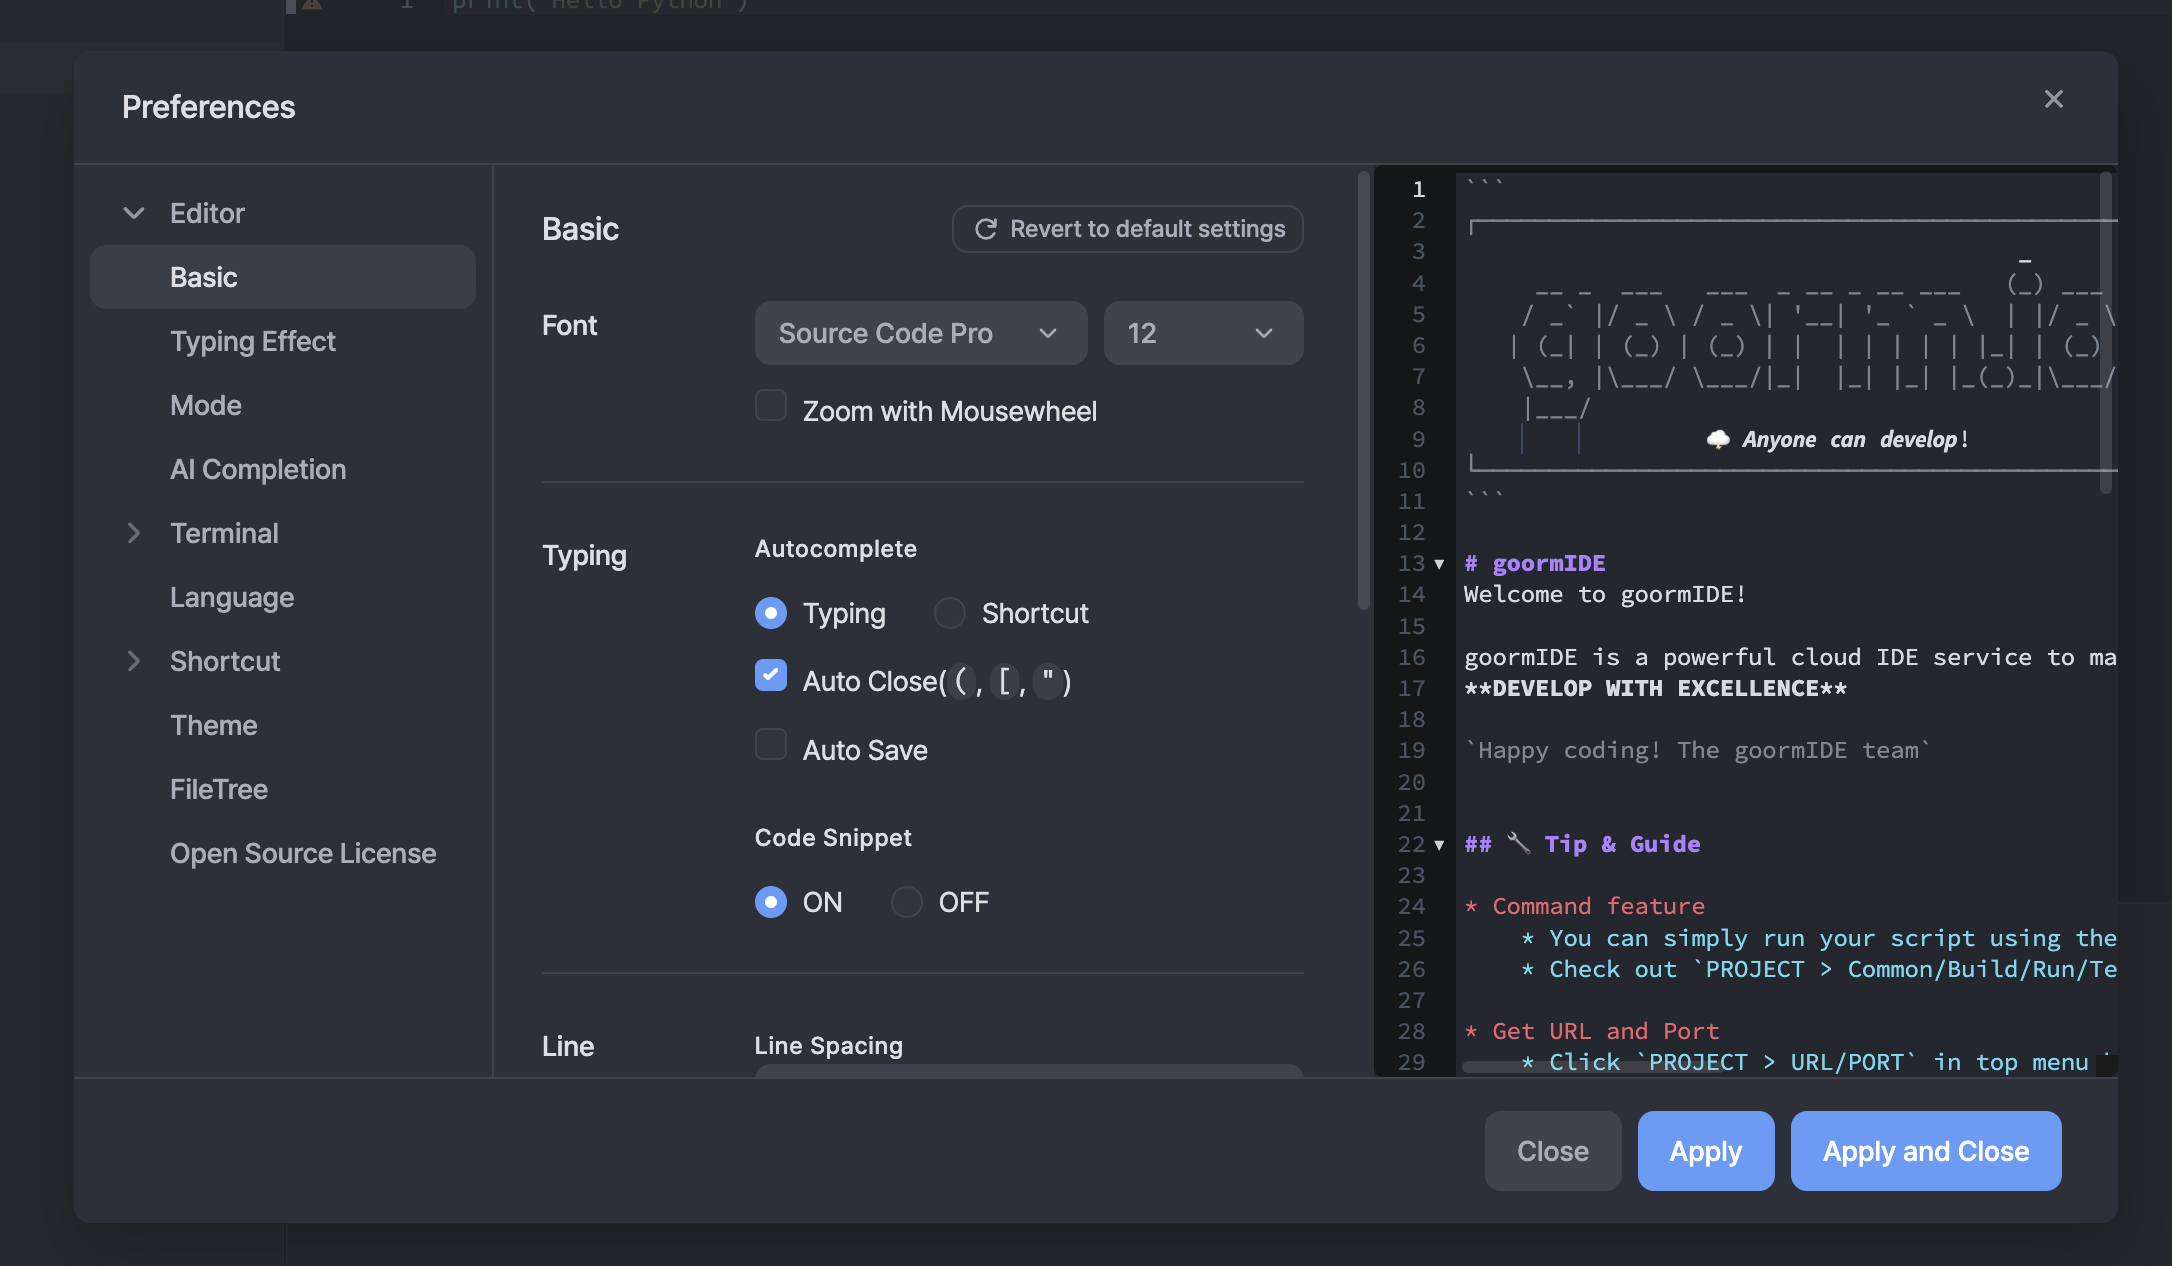 1 print("Hello Python")
Preferences
Editor
Basic
Typing Effect
Mode
AI Completion
Terminal
Language
Shortcut
Theme
FileTree
Open Source License
Basic
Revert to default settings
Font
Source Code Pro
12
Zoom with Mousewheel
Typing
Autocomplete
Typing
Shortcut
Auto Close( ( , [ , " )
Auto Save
Code Snippet
ON
OFF
Line
Line Spacing
1 ```
2
3
4
5
6
7
8
9 🌩 Anyone can develop!
10
11 ```
12
13 # goormIDE
14 Welcome to goormIDE!
15
16 goormIDE is a powerful cloud IDE service to ma
17 **DEVELOP WITH EXCELLENCE**
18
19 `Happy coding! The goormIDE team`
20
21
22 ## 🔧 Tip & Guide
23
24 * Command feature
25 * You can simply run your script using the
26 * Check out `PROJECT > Common/Build/Run/Te
27
28 * Get URL and Port
29 * Click `PROJECT > URL/PORT` in top menu
Close
Apply
Apply and Close